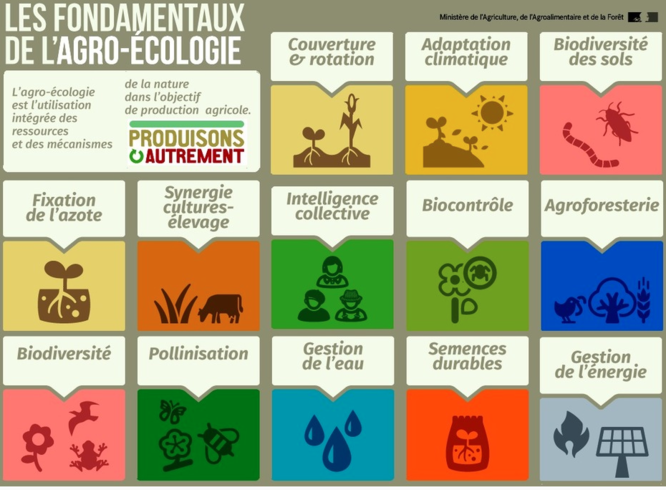 LES FONDAMENTAUX
DE L'AGRO-ÉCOLOGIE
Ministère de l'Agriculture, de l'Agroalimentaire et de la Forêt
L'agro-écologie
est l'utilisation
intégrée des
ressources
et des mécanismes
de la nature
dans l'objectif
de production agricole.
PRODUISONS
AUTREMENT
Couverture
& rotation
Adaptation
climatique
Biodiversité
des sols
Fixation
de l'azote
Synergie
cultures-
élevage
Intelligence
collective
Biocontrôle
Agroforesterie
Biodiversité
Pollinisation
Gestion
de l'eau
Semences
durables
Gestion
de l'énergie